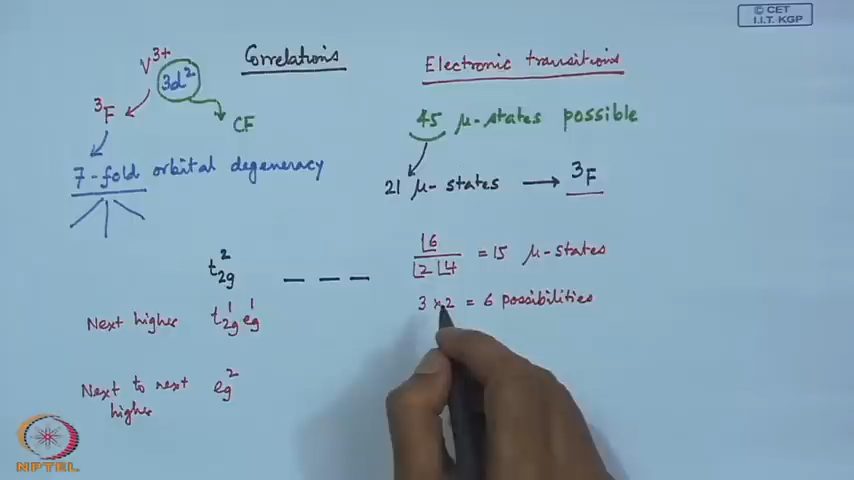 © CET
I.I.T. KGP
V³⁺ Correlations Electronic transitions
3d²
³F CF
45 μ-states possible
7-fold orbital degeneracy
21 μ-states → ³F
t₂g² _ _ _ ⌊6 / ⌊2 ⌊4 = 15 μ-states
Next higher t₂g¹ eg¹ 3 × 2 = 6 possibilities
Next to next higher eg²
NPTEL